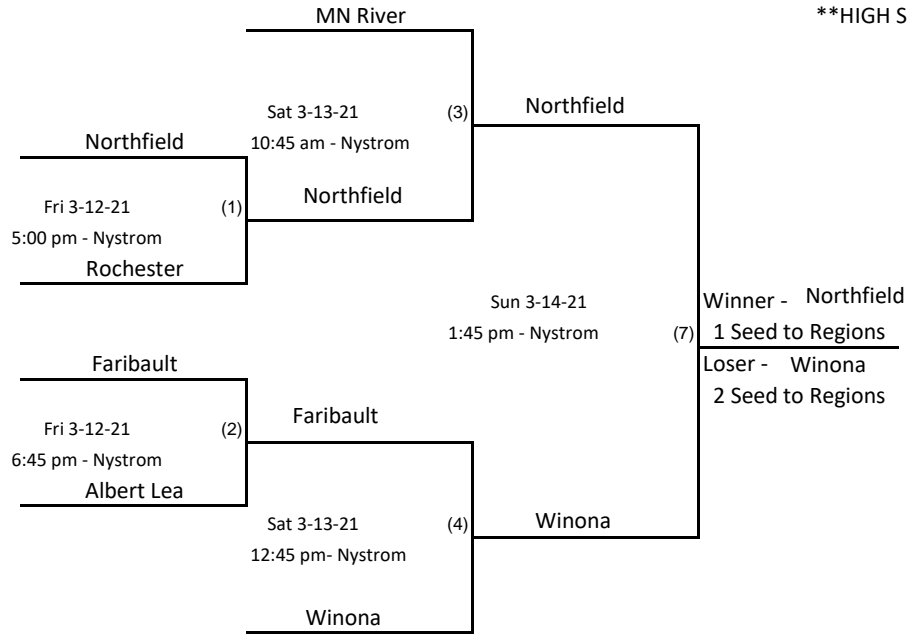 MN River
**HIGH S
Sat 3-13-21 (3)
10:45 am - Nystrom
Northfield
Northfield
Northfield
Fri 3-12-21 (1)
5:00 pm - Nystrom
Rochester
Sun 3-14-21
1:45 pm - Nystrom (7)
Winner - Northfield
1 Seed to Regions
Loser - Winona
2 Seed to Regions
Faribault
Fri 3-12-21 (2)
6:45 pm - Nystrom
Faribault
Albert Lea
Sat 3-13-21 (4)
12:45 pm- Nystrom
Winona
Winona